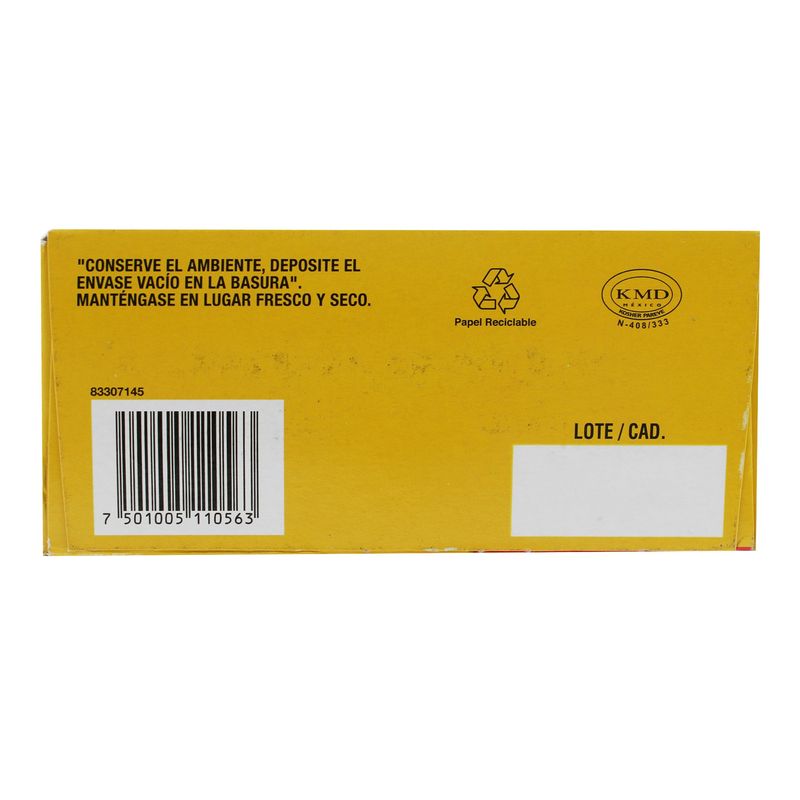 "CONSERVE EL AMBIENTE, DEPOSITE EL
ENVASE VACÍO EN LA BASURA".
MANTÉNGASE EN LUGAR FRESCO Y SECO.
Papel Reciclable
KMD
MÉXICO
KOSHER PAREVE
N-408/333
83307145
7 501005 110563
LOTE / CAD.